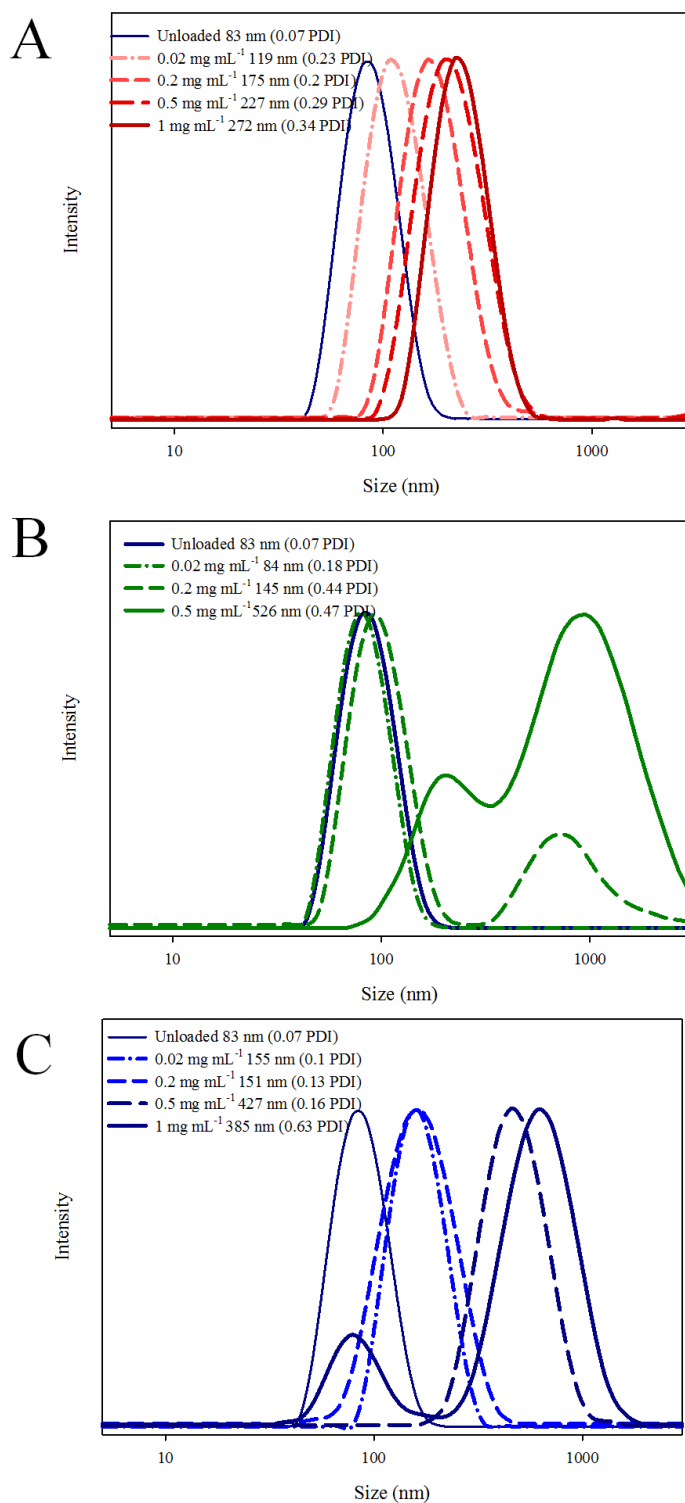 A
Unloaded 83 nm (0.07 PDI)
0.02 mg mL⁻¹ 119 nm (0.23 PDI)
0.2 mg mL⁻¹ 175 nm (0.2 PDI)
0.5 mg mL⁻¹ 227 nm (0.29 PDI)
1 mg mL⁻¹ 272 nm (0.34 PDI)
Intensity
10 100 1000
Size (nm)
B
Unloaded 83 nm (0.07 PDI)
0.02 mg mL⁻¹ 84 nm (0.18 PDI)
0.2 mg mL⁻¹ 145 nm (0.44 PDI)
0.5 mg mL⁻¹ 526 nm (0.47 PDI)
Intensity
10 100 1000
Size (nm)
C
Unloaded 83 nm (0.07 PDI)
0.02 mg mL⁻¹ 155 nm (0.1 PDI)
0.2 mg mL⁻¹ 151 nm (0.13 PDI)
0.5 mg mL⁻¹ 427 nm (0.16 PDI)
1 mg mL⁻¹ 385 nm (0.63 PDI)
Intensity
10 100 1000
Size (nm)